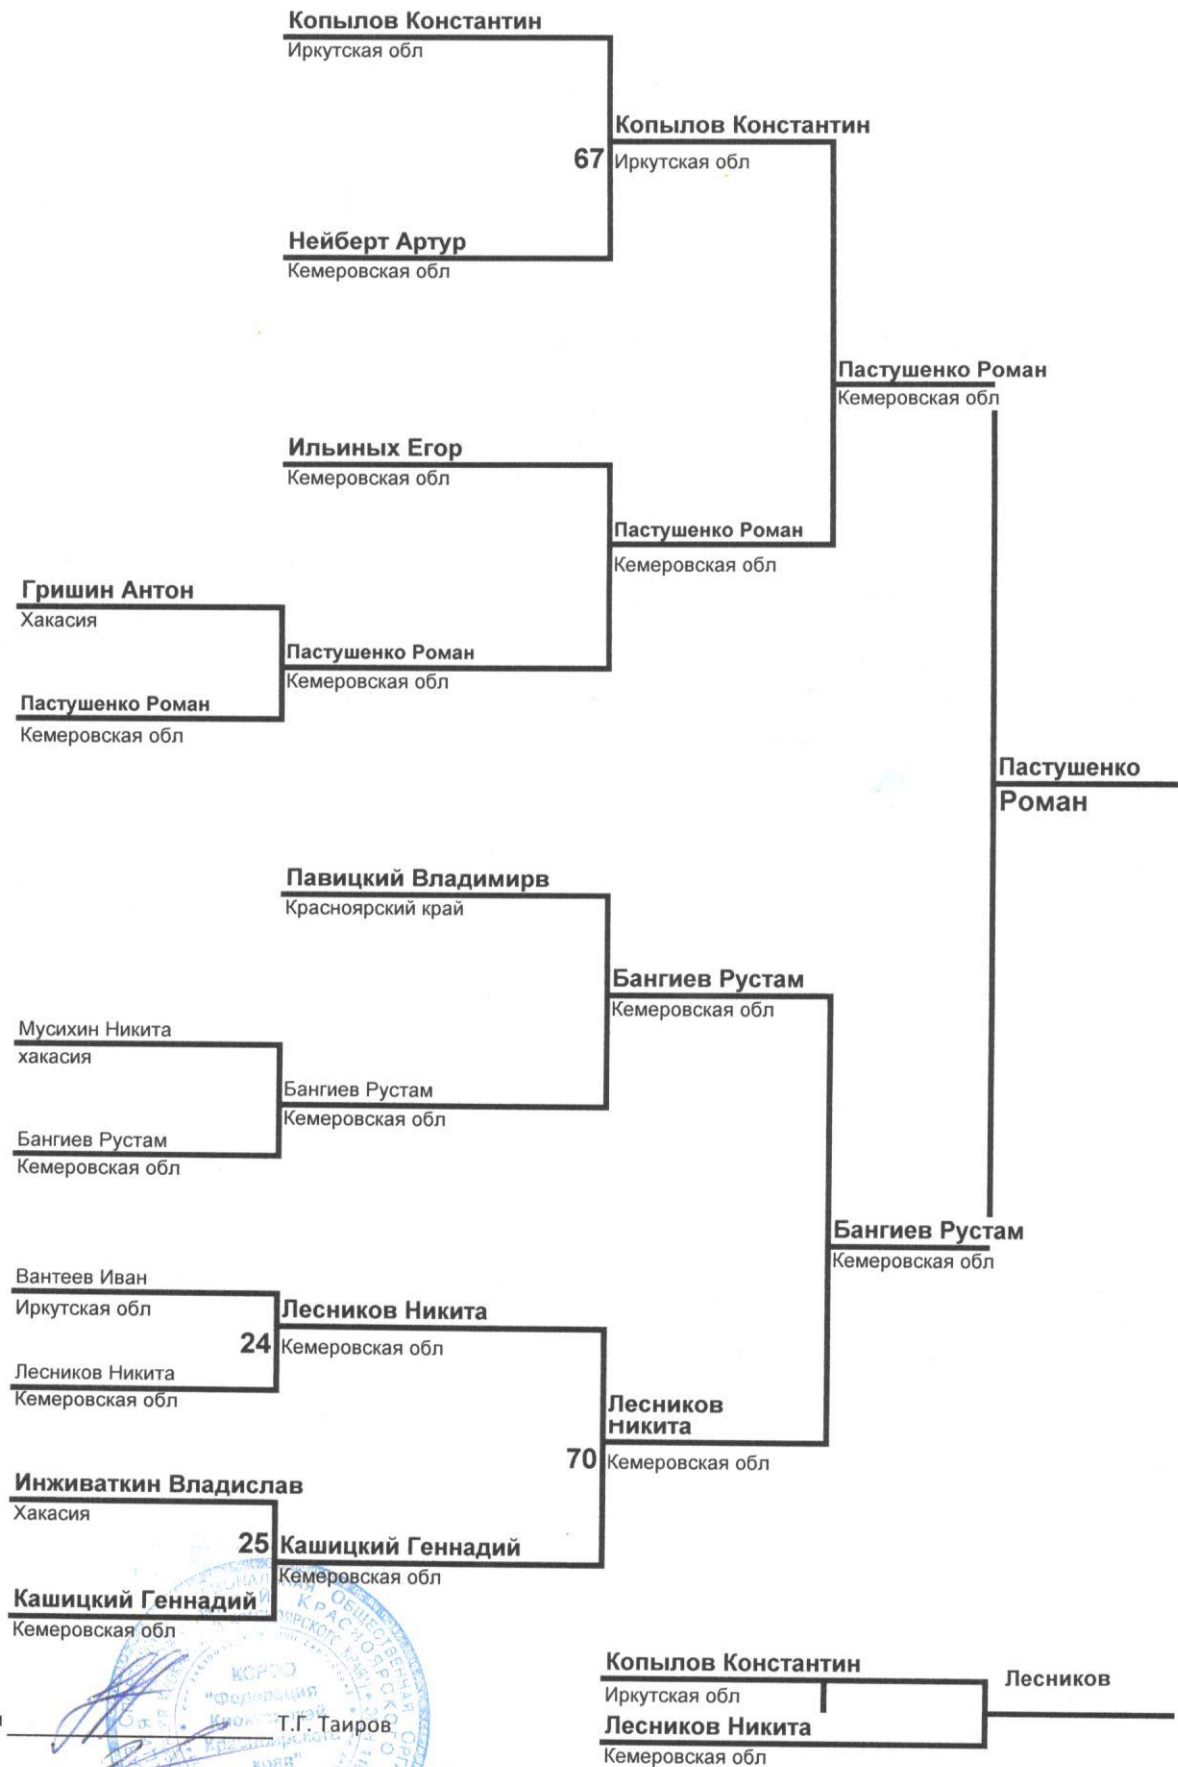 Копылов Константин
Иркутская обл
Копылов Константин
67
Иркутская обл
Нейберт Артур
Кемеровская обл
Пастушенко Роман
Кемеровская обл
Ильиных Егор
Кемеровская обл
Пастушенко Роман
Кемеровская обл
Гришин Антон
Хакасия
Пастушенко Роман
Кемеровская обл
Пастушенко Роман
Кемеровская обл
Пастушенко
Роман
Павицкий Владимирв
Красноярский край
Бангиев Рустам
Кемеровская обл
Мусихин Никита
хакасия
Бангиев Рустам
Кемеровская обл
Бангиев Рустам
Кемеровская обл
Бангиев Рустам
Кемеровская обл
Вантеев Иван
Иркутская обл
Лесников Никита
24
Кемеровская обл
Лесников Никита
Кемеровская обл
Лесников
Никита
70
Кемеровская обл
Инживаткин Владислав
Хакасия
25
Кашицкий Геннадий
Кемеровская обл
Кашицкий Геннадий
Кемеровская обл
Копылов Константин
Иркутская обл
Лесников
Лесников Никита
Кемеровская обл
Т.Г. Таиров
КОРОО
"Федерация
Красноярского
края"